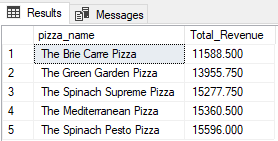 Results Messages
pizza_name Total_Revenue
1 The Brie Carre Pizza 11588.500
2 The Green Garden Pizza 13955.750
3 The Spinach Supreme Pizza 15277.750
4 The Mediterranean Pizza 15360.500
5 The Spinach Pesto Pizza 15596.000